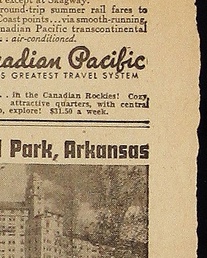 except at Skagway.
round-trip summer rail fares to
Coast points...via smooth-running,
anadian Pacific transcontinental
.. air-conditioned.
nadian Pacific
S GREATEST TRAVEL SYSTEM
.. In the Canadian Rockies! Cozy,
attractive quarters, with central
, explore! $31.50 a week.
l Park, Arkansas